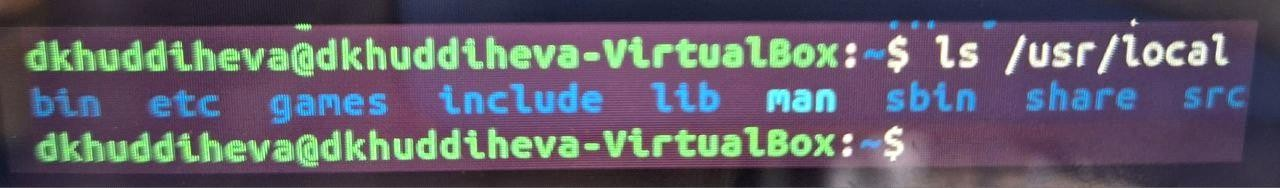 dkhuddiheva@dkhuddiheva-VirtualBox:~$ ls /usr/local
bin etc games include lib man sbin share src
dkhuddiheva@dkhuddiheva-VirtualBox:~$